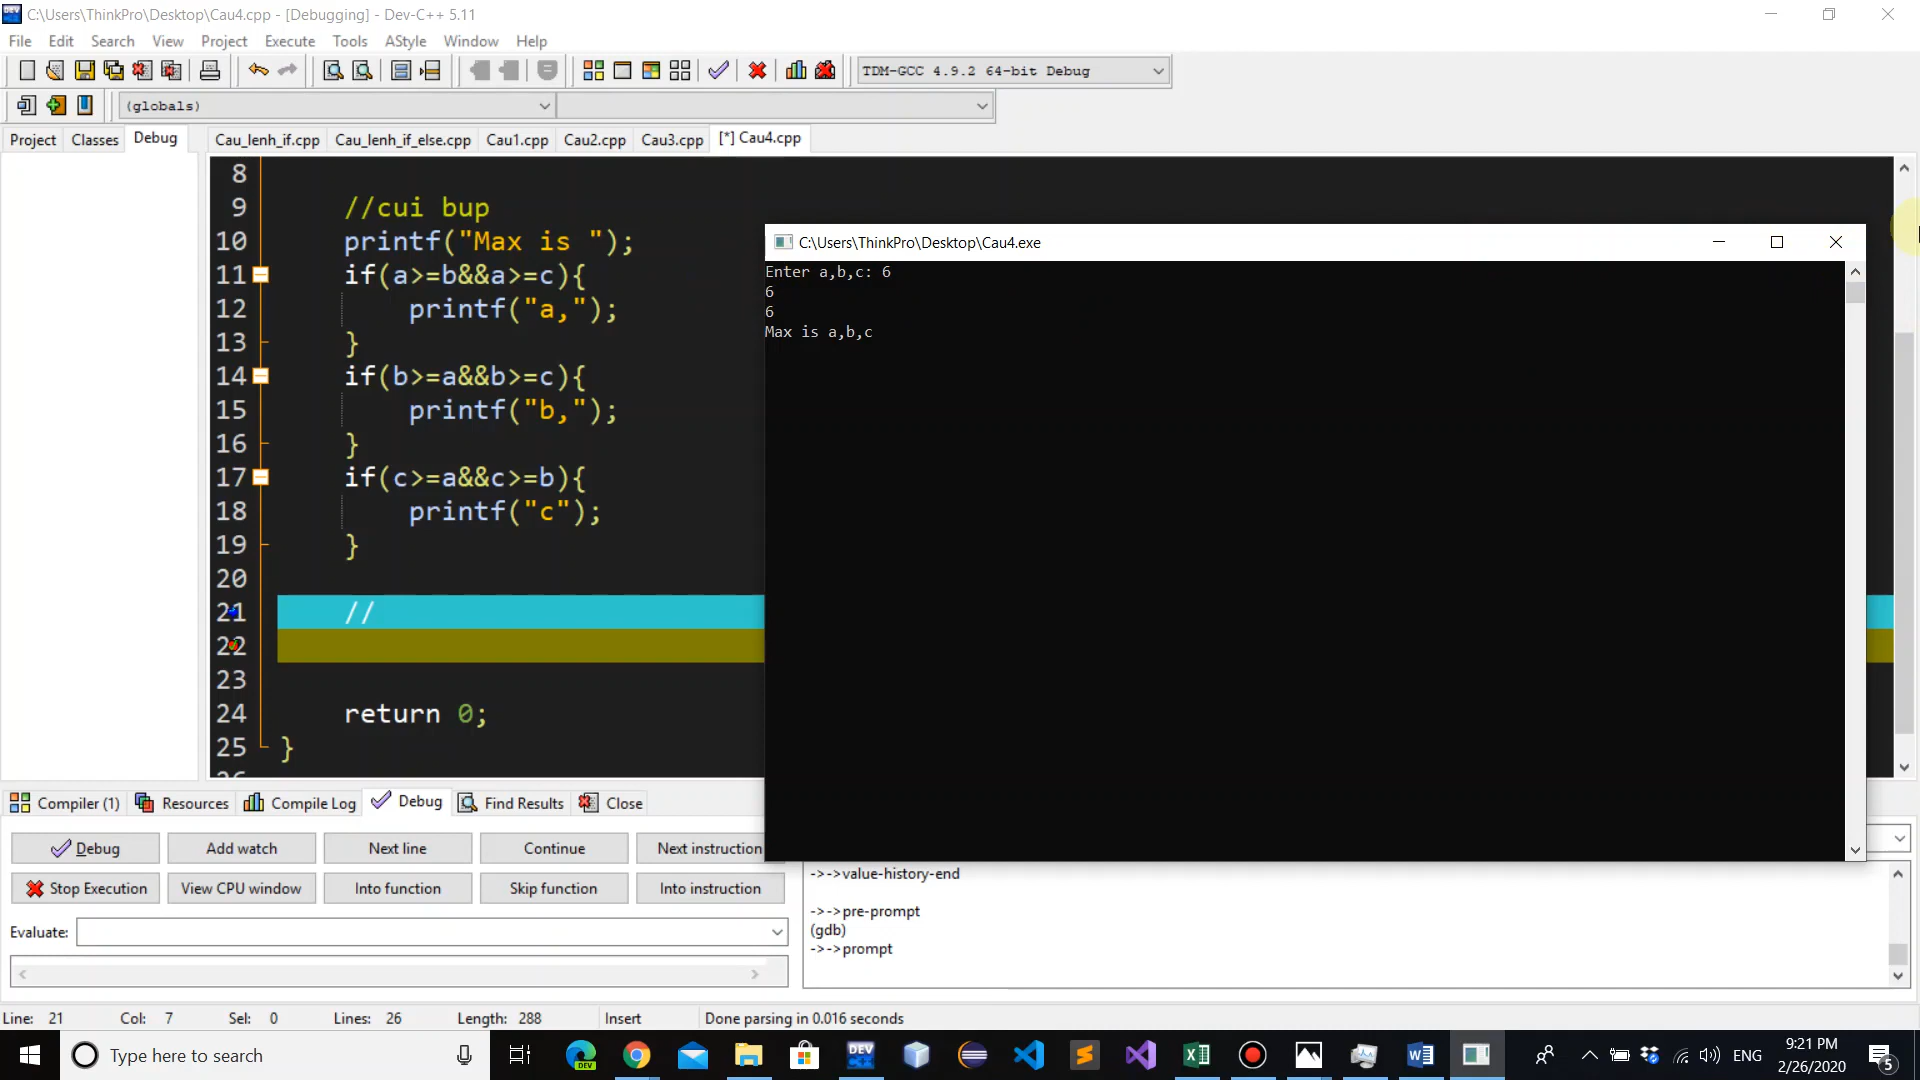 C:\Users\ThinkPro\Desktop\Cau4.cpp - [Debugging] - Dev-C++ 5.11
File Edit Search View Project Execute Tools AStyle Window Help
TDM-GCC 4.9.2 64-bit Debug
(globals)
Project Classes Debug Cau_lenh_if.cpp Cau_lenh_if_else.cpp Cau1.cpp Cau2.cpp Cau3.cpp [*] Cau4.cpp
8
9 //cui bup
10 printf("Max is ");
11 if(a>=b&&a>=c){
12 printf("a,");
13 }
14 if(b>=a&&b>=c){
15 printf("b,");
16 }
17 if(c>=a&&c>=b){
18 printf("c");
19 }
20
21 //
22
23
24 return 0;
25 }
C:\Users\ThinkPro\Desktop\Cau4.exe
Enter a,b,c: 6
6
6
Max is a,b,c
Compiler (1) Resources Compile Log Debug Find Results Close
Debug Add watch Next line Continue Next instruction
Stop Execution View CPU window Into function Skip function Into instruction
Evaluate:
->->value-history-end
->->pre-prompt
(gdb)
->->prompt
Line: 21 Col: 7 Sel: 0 Lines: 26 Length: 288 Insert Done parsing in 0.016 seconds
Type here to search
DEV
DEV
ENG
9:21 PM
2/26/2020
5